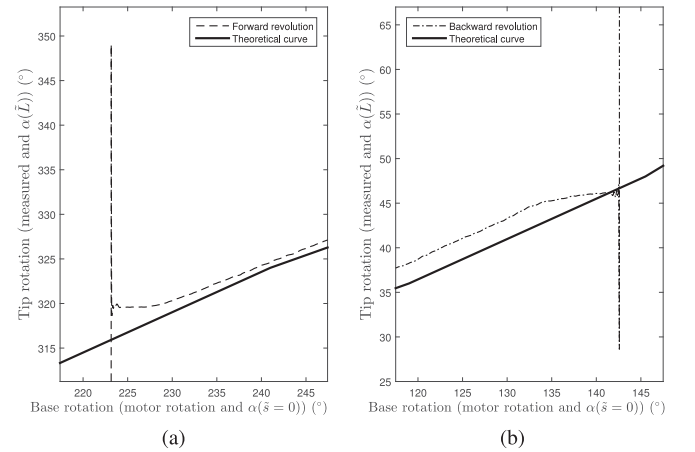 Forward revolution
Theoretical curve
350
345
340
335
330
325
320
315
220 225 230 235 240 245
Tip rotation (measured and α(L̃)) (°)
Base rotation (motor rotation and α(s̃ = 0)) (°)
(a)
Backward revolution
Theoretical curve
65
60
55
50
45
40
35
30
25
120 125 130 135 140 145
Tip rotation (measured and α(L̃)) (°)
Base rotation (motor rotation and α(s̃ = 0)) (°)
(b)